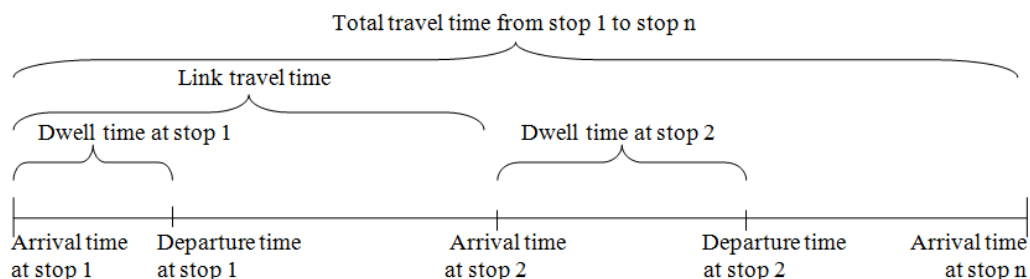 Total travel time from stop 1 to stop n
Link travel time
Dwell time at stop 1
Dwell time at stop 2
Arrival time
at stop 1
Departure time
at stop 1
Arrival time
at stop 2
Departure time
at stop 2
Arrival time
at stop n